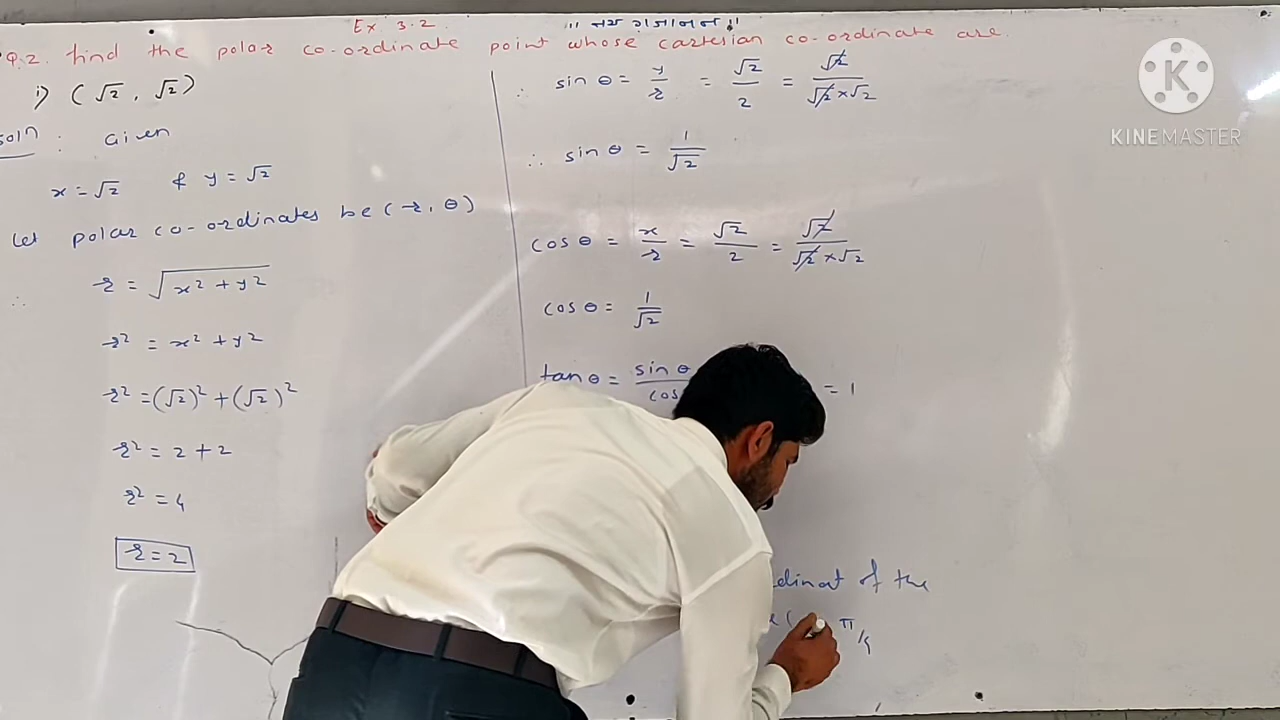 Ex 3.2.
॥ नमः गजानन ॥
Q.2. find the polar co-ordinate point whose cartesian co-ordinate are.
i) (√2, √2)
Soln: Given
x = √2 & y = √2
Let polar co-ordinates be (r, θ)
∴ r = √(x² + y²)
r² = x² + y²
r² = (√2)² + (√2)²
r² = 2 + 2
r² = 4
r = 2
∴ sin θ = y/r = √2/2 = √2/(√2 × √2)
∴ sin θ = 1/√2
cos θ = x/r = √2/2 = √2/(√2 × √2)
cos θ = 1/√2
tan θ = sin θ/cos = 1
dinat of the
π/4
KINEMASTER